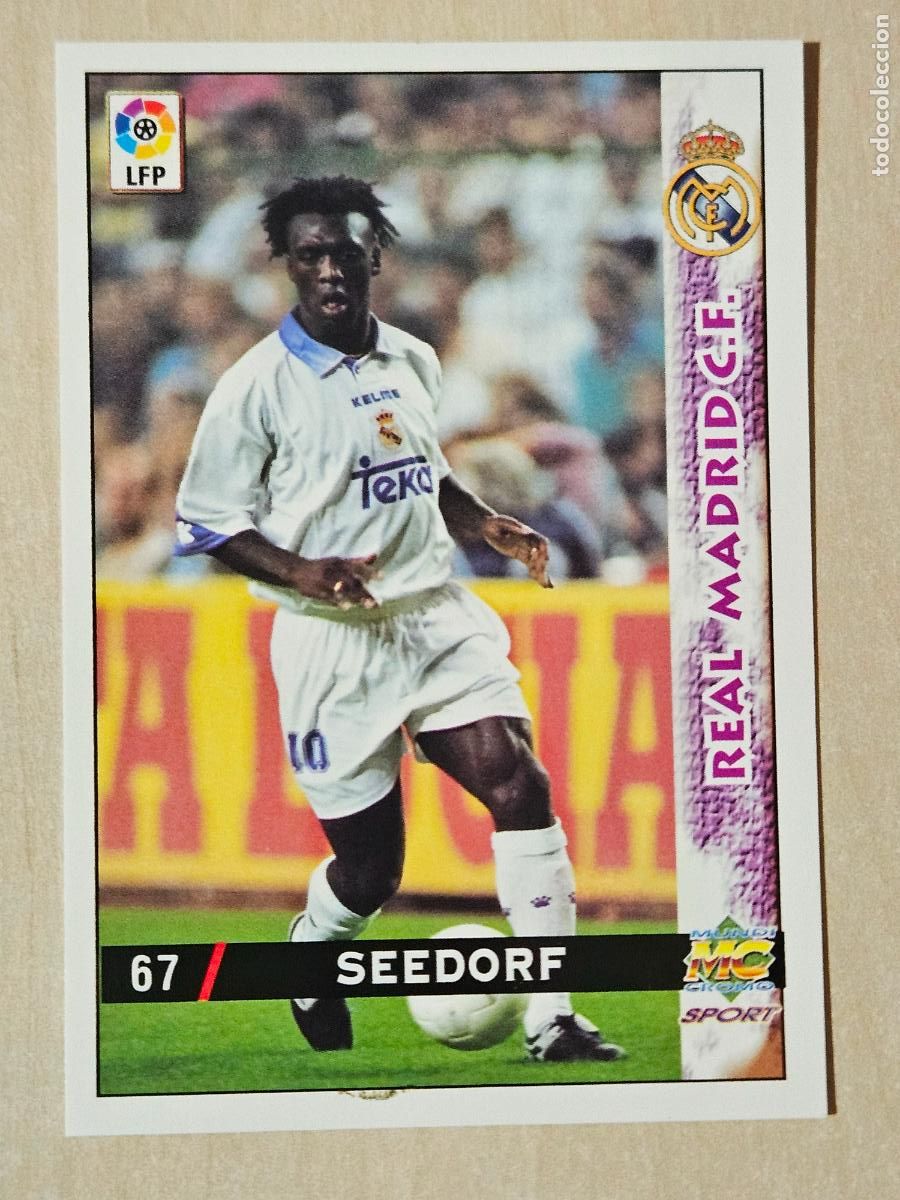 LFP
REAL MADRID C.F.
KELME
Teka
10
67 / SEEDORF
MUNDI
MC
CROMO
SPORT
todocoleccion